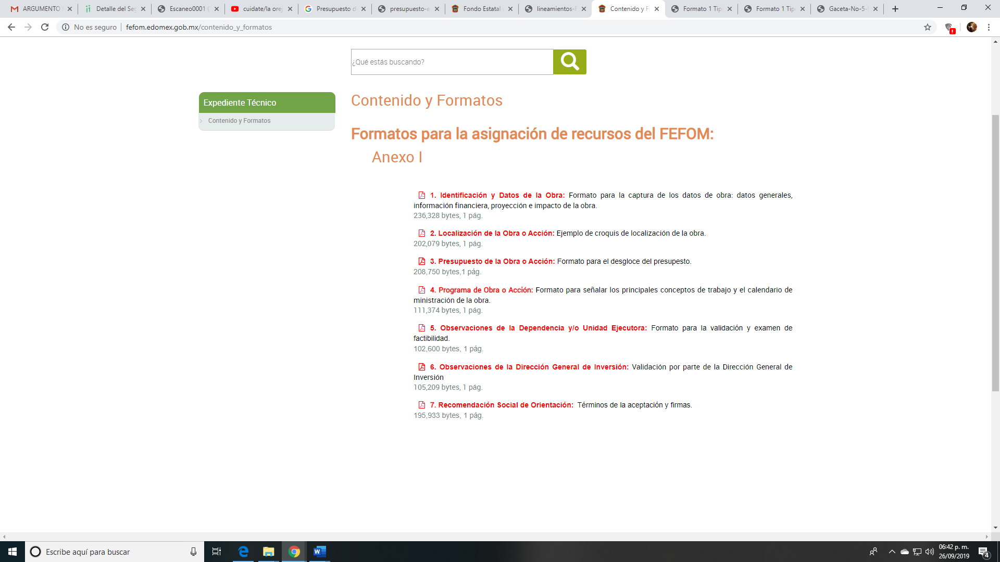 ARGUMENTO
Detalle del Seg
Escaneo0001 (
cuidate/la orej
Presupuesto d
presupuesto-e
Fondo Estatal
lineamientos-F
Contenido y F
Formato 1 Tip
Formato 1 Tip
Gaceta-No-5-
No es seguro
fefom.edomex.gob.mx/contenido_y_formatos
¿Qué estás buscando?
Expediente Técnico
Contenido y Formatos
Contenido y Formatos
Formatos para la asignación de recursos del FEFOM:
Anexo I
1. Identificación y Datos de la Obra: Formato para la captura de los datos de obra: datos generales,
información financiera, proyección e impacto de la obra.
236,328 bytes, 1 pág.
2. Localización de la Obra o Acción: Ejemplo de croquis de localización de la obra.
202,079 bytes, 1 pág.
3. Presupuesto de la Obra o Acción: Formato para el desgloce del presupesto.
208,750 bytes,1 pág.
4. Programa de Obra o Acción: Formato para señalar los principales conceptos de trabajo y el calendario de
ministración de la obra.
111,374 bytes, 1 pág.
5. Observaciones de la Dependencia y/o Unidad Ejecutora: Formato para la validación y examen de
factibilidad.
102,600 bytes, 1 pág.
6. Observaciones de la Dirección General de Inversión: Validación por parte de la Dirección General de
Inversión
105,209 bytes, 1 pág.
7. Recomendación Social de Orientación: Términos de la aceptación y firmas.
195,933 bytes, 1 pág.
Escribe aquí para buscar
06:42 p. m.
26/09/2019
4